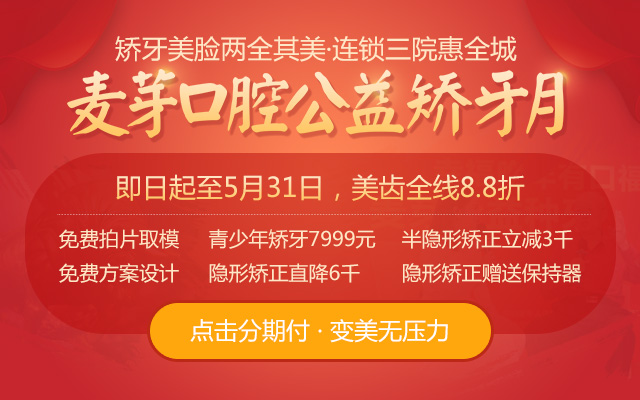 矫牙美脸两全其美·连锁三院惠全城
麦芽口腔公益矫牙月
即日起至5月31日，美齿全线8.8折
免费拍片取模 青少年矫牙7999元 半隐形矫正立减3千
免费方案设计 隐形矫正直降6千 隐形矫正赠送保持器
点击分期付·变美无压力